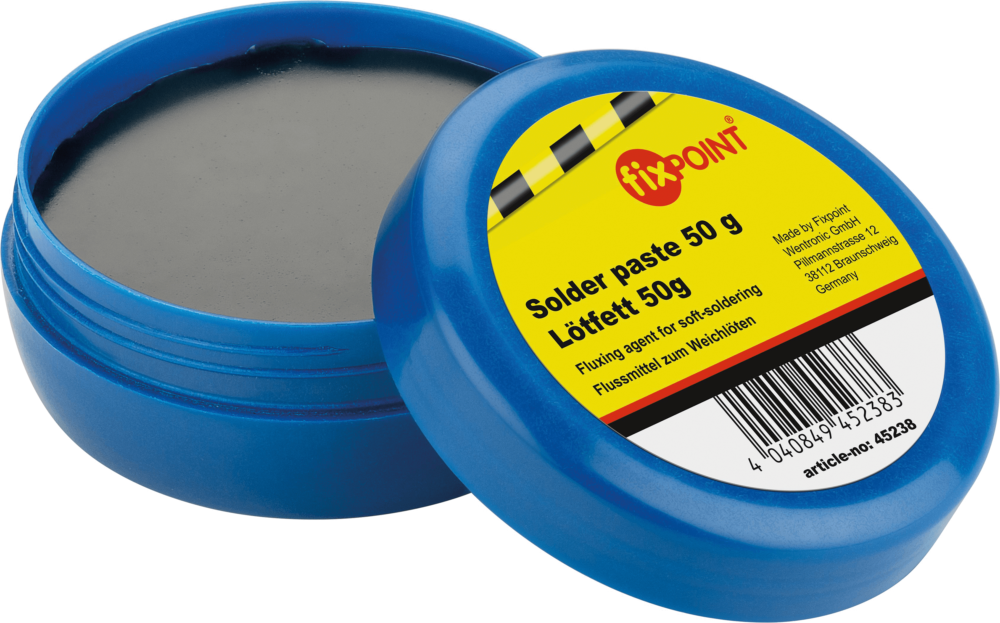 fixPOINT®
Solder paste 50 g
Lötfett 50g
Fluxing agent for soft-soldering
Flussmittel zum Weichlöten
Made by Fixpoint
Wentronic GmbH
Pillmannstrasse 12
38112 Braunschweig
Germany
4 040849 452383
article-no: 45238